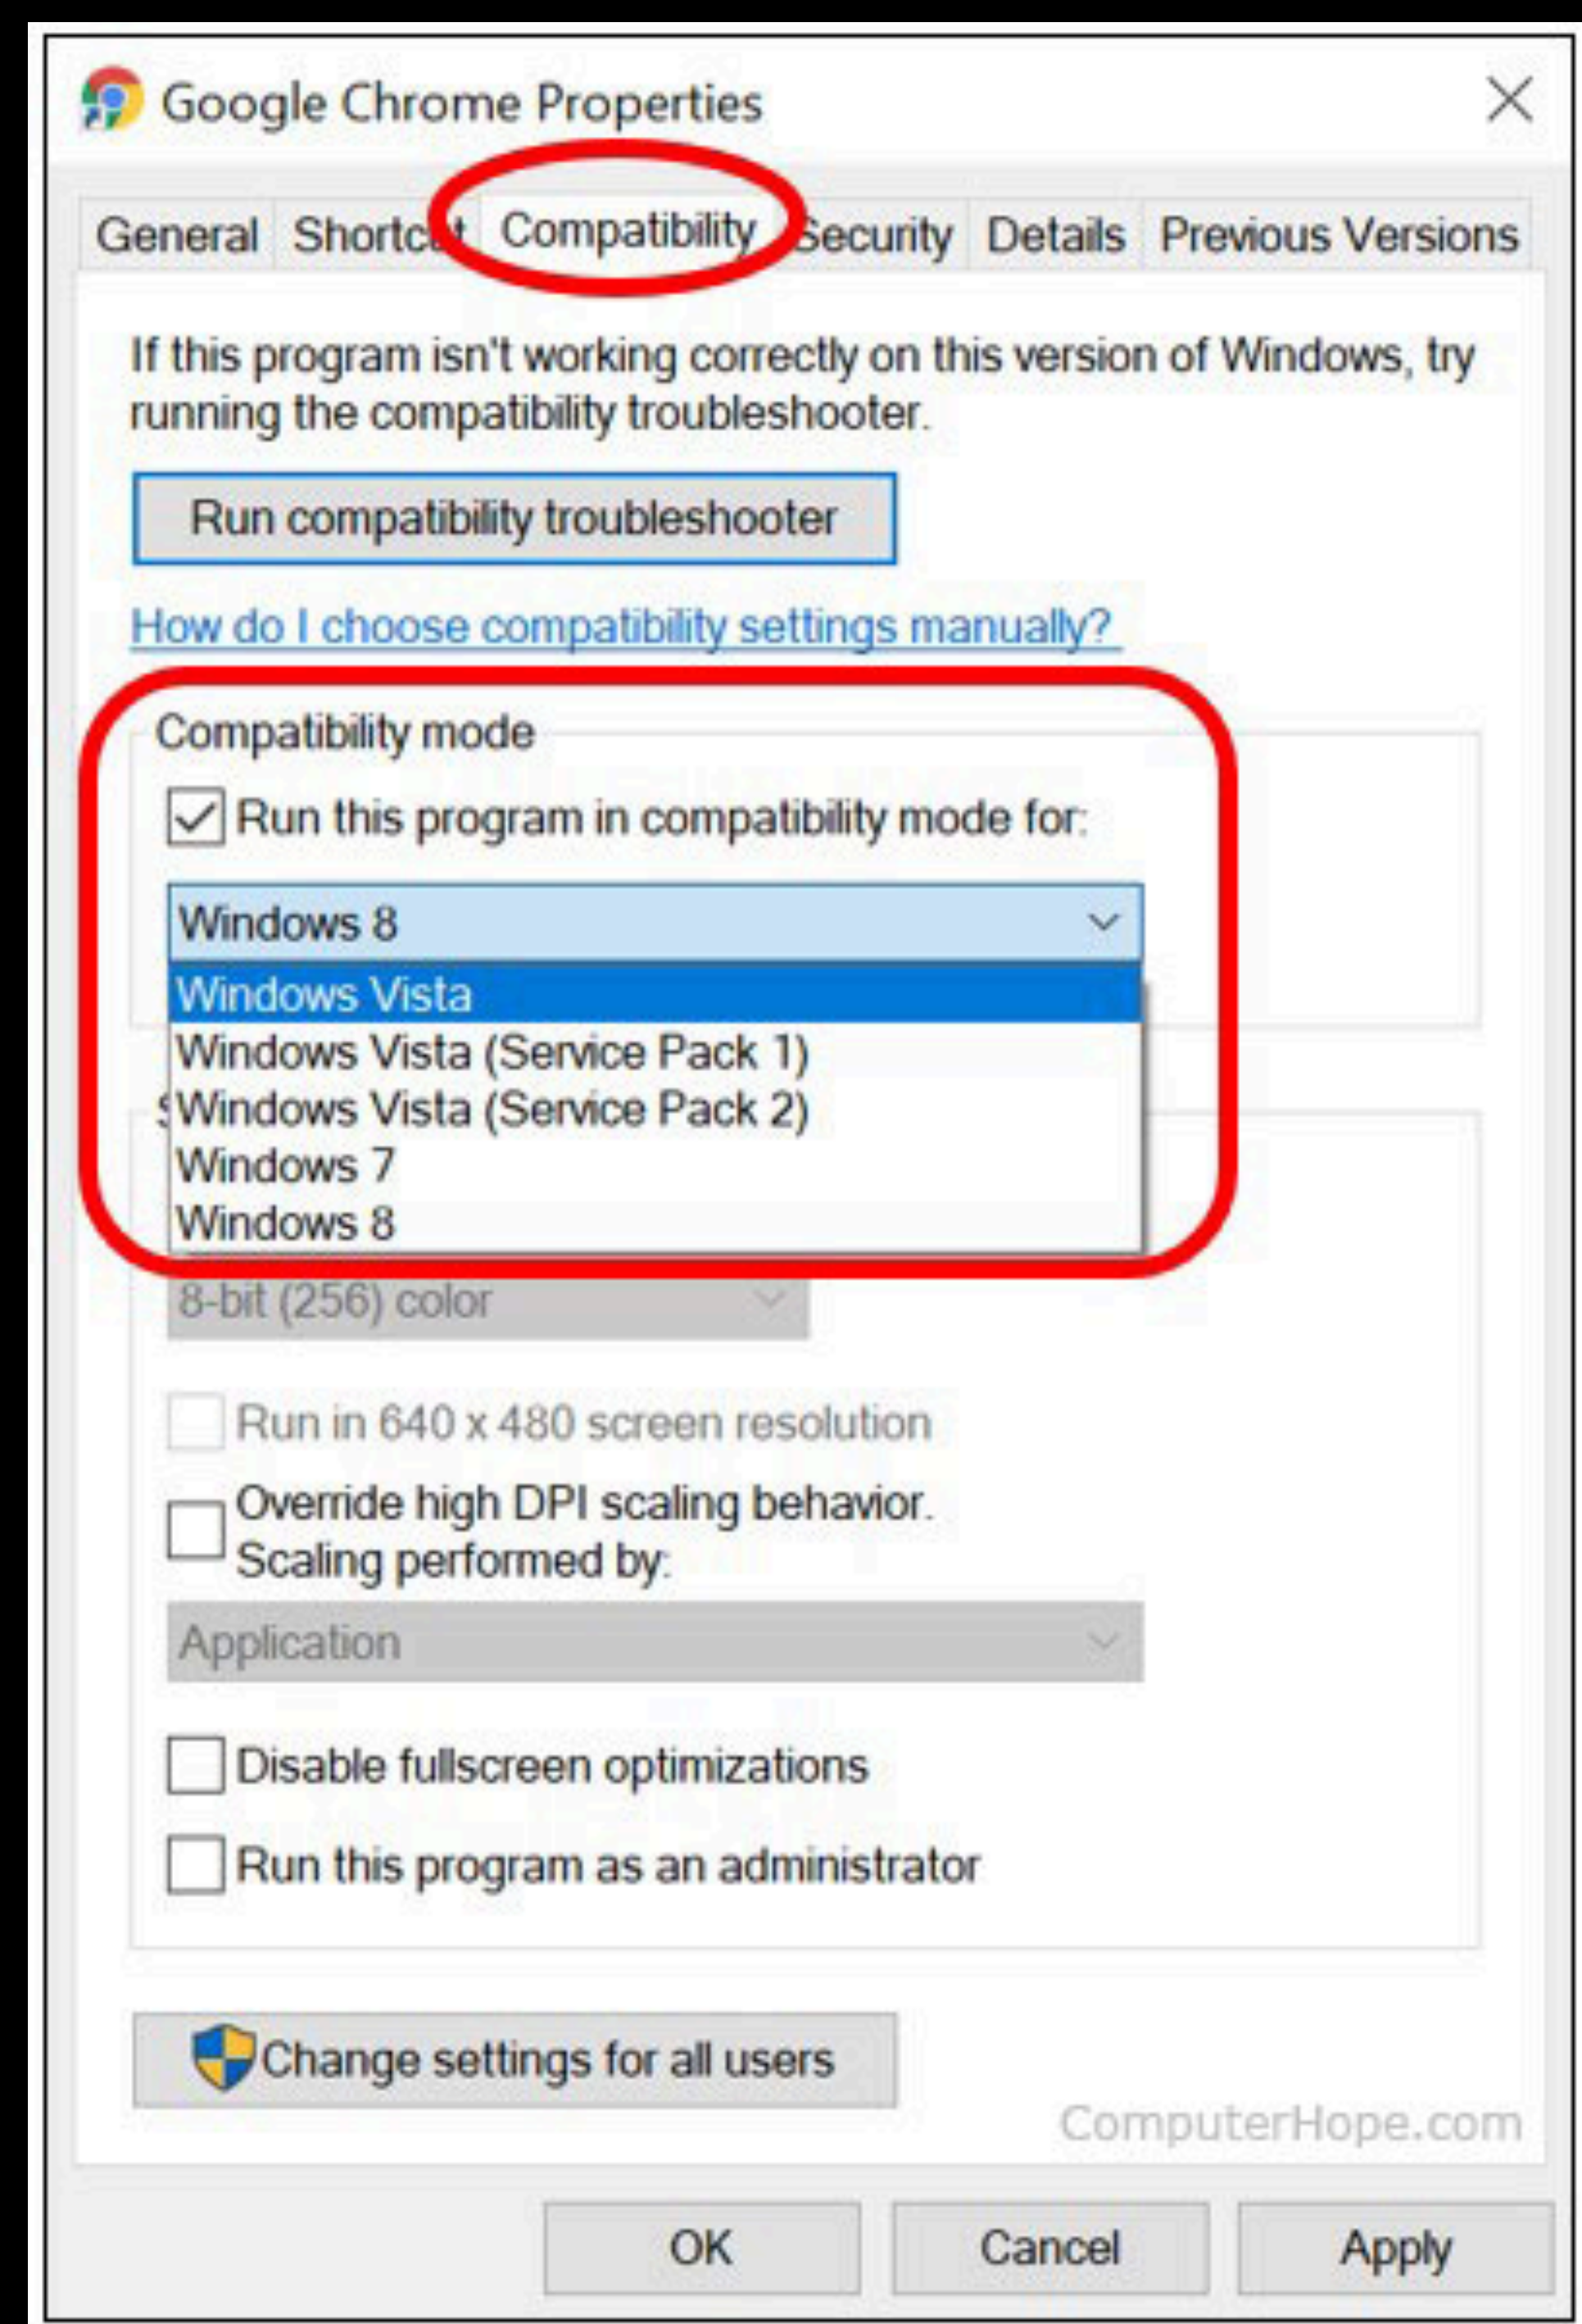 Google Chrome Properties
General Shortcut Compatibility Security Details Previous Versions
If this program isn't working correctly on this version of Windows, try
running the compatibility troubleshooter.
Run compatibility troubleshooter
How do I choose compatibility settings manually?
Compatibility mode
Run this program in compatibility mode for:
Windows 8
Windows Vista
Windows Vista (Service Pack 1)
Windows Vista (Service Pack 2)
Windows 7
Windows 8
8-bit (256) color
Run in 640 x 480 screen resolution
Override high DPI scaling behavior.
Scaling performed by:
Application
Disable fullscreen optimizations
Run this program as an administrator
Change settings for all users
ComputerHope.com
OK Cancel Apply